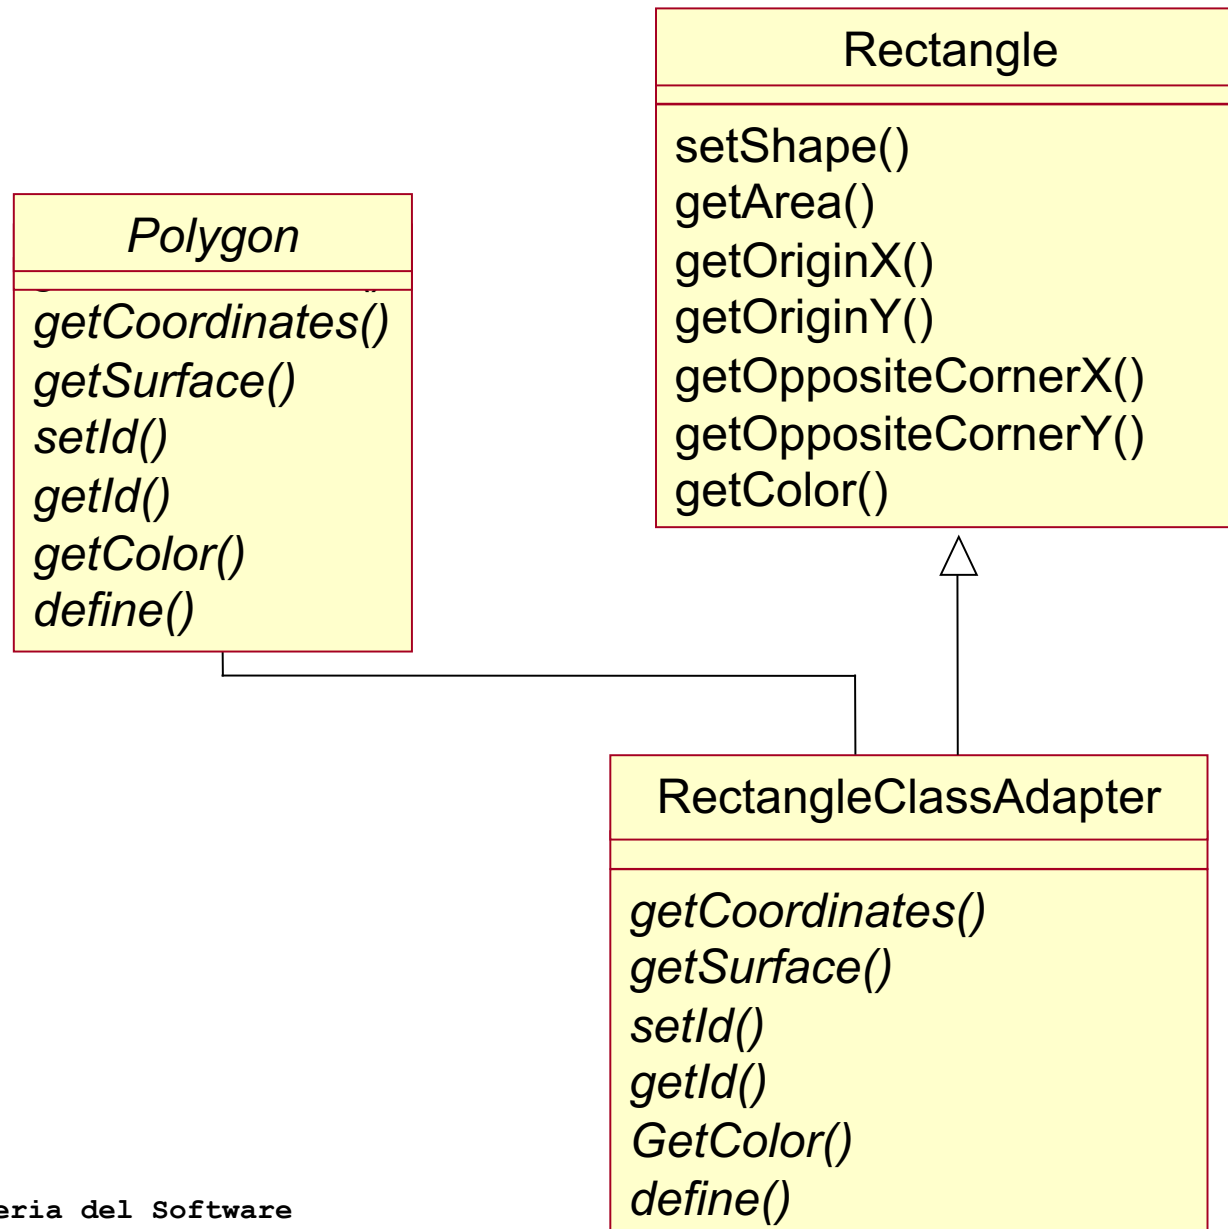 Rectangle
setShape()
getArea()
getOriginX()
getOriginY()
getOppositeCornerX()
getOppositeCornerY()
getColor()
Polygon
getCoordinates()
getSurface()
setId()
getId()
getColor()
define()
RectangleClassAdapter
getCoordinates()
getSurface()
setId()
getId()
GetColor()
define()
eria del Software